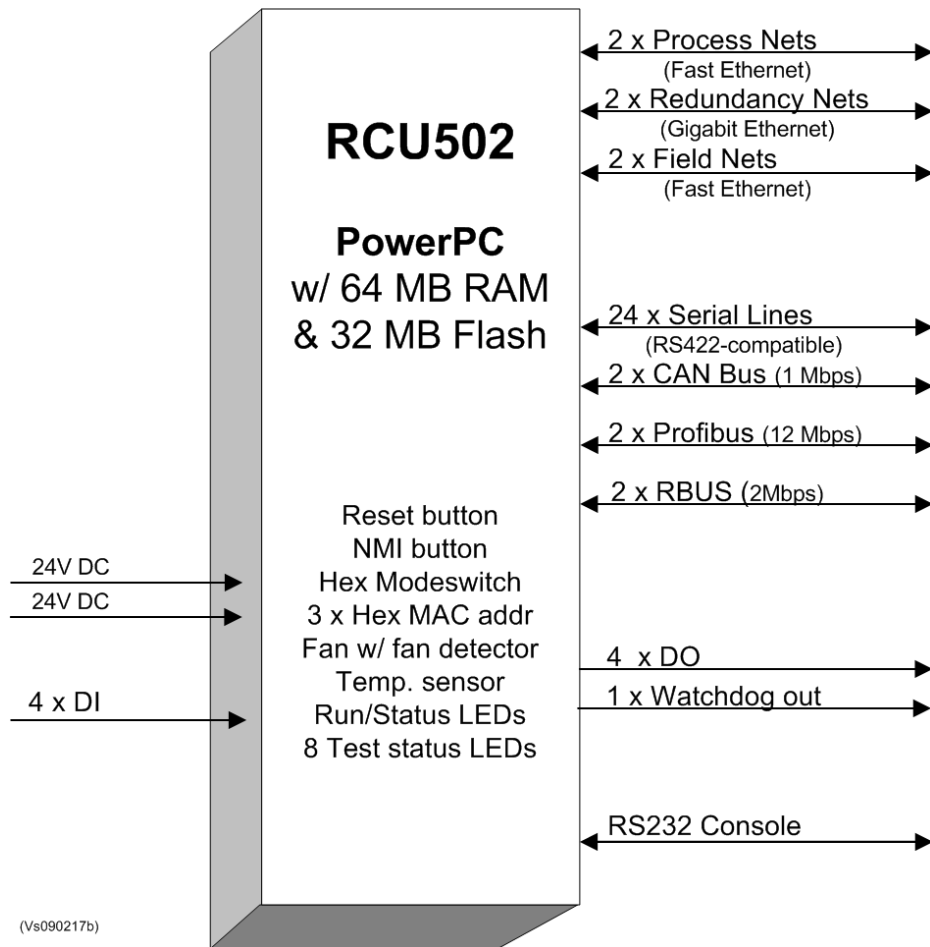 RCU502
PowerPC
w/ 64 MB RAM
& 32 MB Flash
Reset button
NMI button
Hex Modeswitch
3 x Hex MAC addr
Fan w/ fan detector
Temp. sensor
Run/Status LEDs
8 Test status LEDs
24V DC
24V DC
4 x DI
2 x Process Nets
(Fast Ethernet)
2 x Redundancy Nets
(Gigabit Ethernet)
2 x Field Nets
(Fast Ethernet)
24 x Serial Lines
(RS422-compatible)
2 x CAN Bus (1 Mbps)
2 x Profibus (12 Mbps)
2 x RBUS (2Mbps)
4 x DO
1 x Watchdog out
RS232 Console
(Vs090217b)